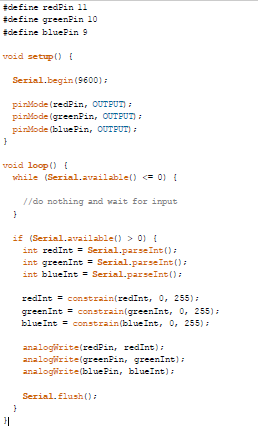 #define redPin 11
#define greenPin 10
#define bluePin 9

void setup() {

  Serial.begin(9600);

  pinMode(redPin, OUTPUT);
  pinMode(greenPin, OUTPUT);
  pinMode(bluePin, OUTPUT);
}

void loop() {
  while (Serial.available() <= 0) {

    //do nothing and wait for input
  }

  if (Serial.available() > 0) {
    int redInt = Serial.parseInt();
    int greenInt = Serial.parseInt();
    int blueInt = Serial.parseInt();

    redInt = constrain(redInt, 0, 255);
    greenInt = constrain(greenInt, 0, 255);
    blueInt = constrain(blueInt, 0, 255);

    analogWrite(redPin, redInt);
    analogWrite(greenPin, greenInt);
    analogWrite(bluePin, blueInt);

    Serial.flush();
  }
}